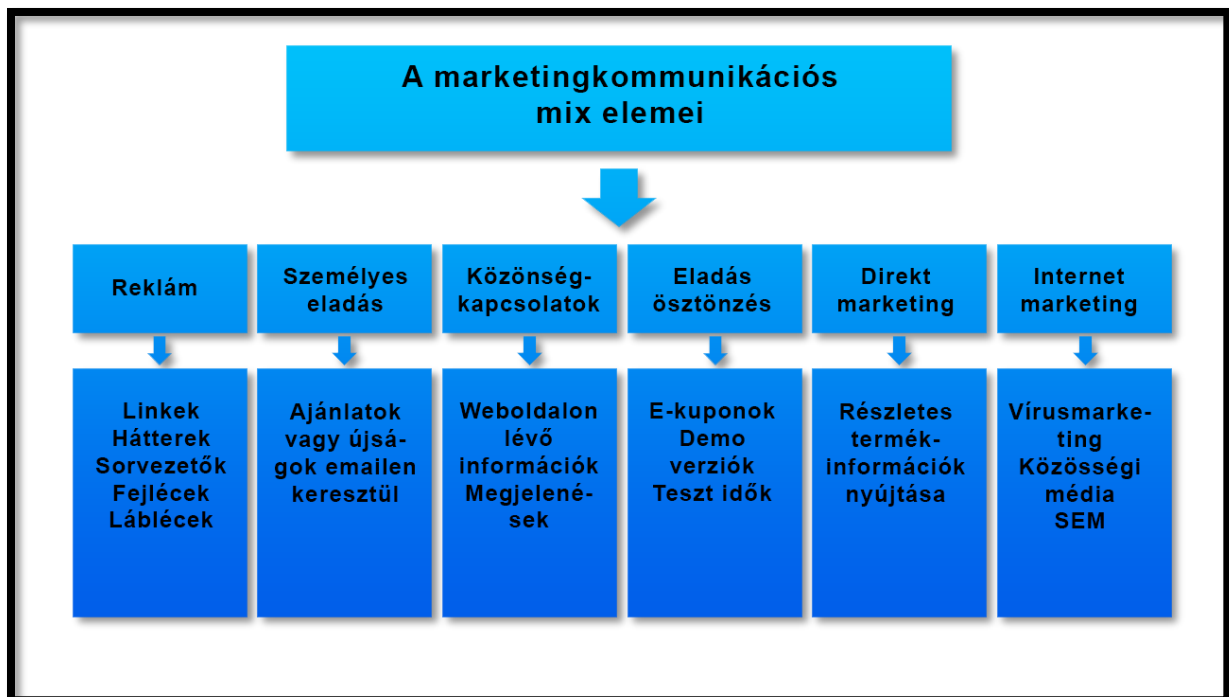 A marketingkommunikációs
mix elemei
Reklám
Személyes
eladás
Közönség-
kapcsolatok
Eladás
ösztönzés
Direkt
marketing
Internet
marketing
Linkek
Hátterek
Sorvezetők
Fejlécek
Láblécek
Ajánlatok
vagy újsá-
gok emailen
keresztül
Weboldalon
lévő
információk
Megjelené-
sek
E-kuponok
Demo
verziók
Teszt idők
Részletes
termék-
információk
nyújtása
Vírusmarke-
ting
Közösségi
média
SEM